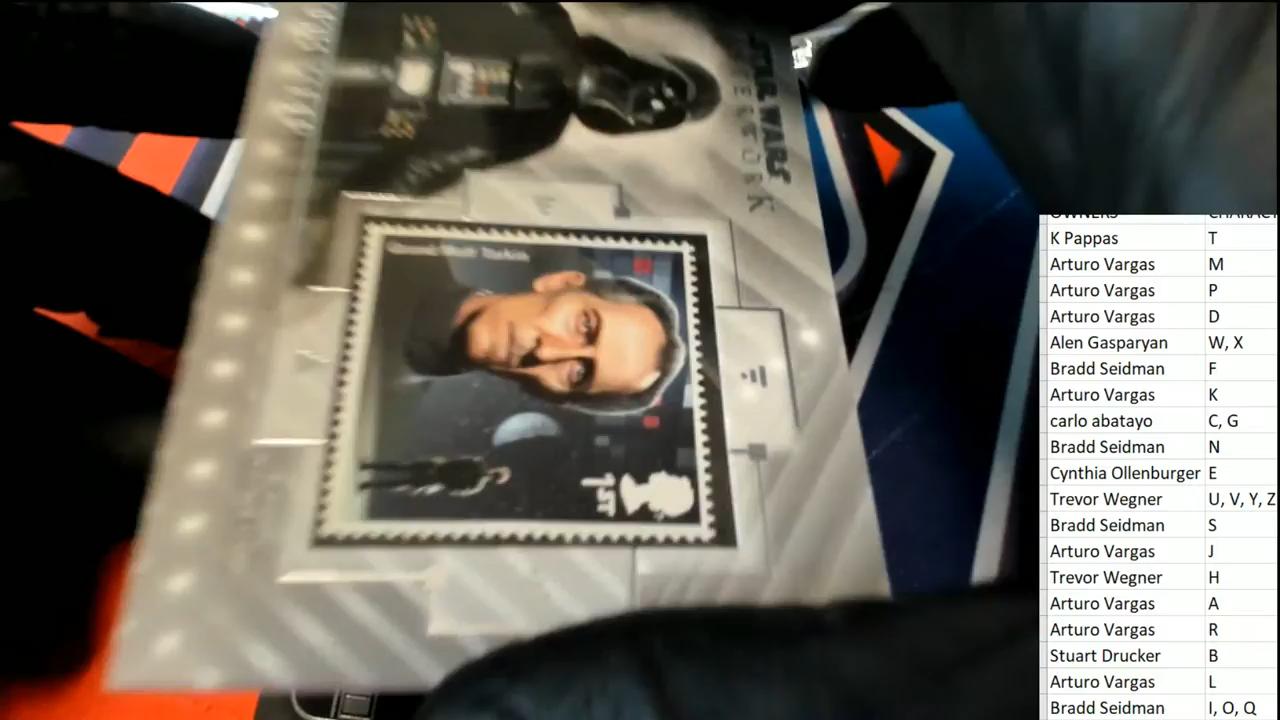 STAR WARS
1ST
OWNERS
K Pappas T
Arturo Vargas M
Arturo Vargas P
Arturo Vargas D
Alen Gasparyan W, X
Bradd Seidman F
Arturo Vargas K
carlo abatayo C, G
Bradd Seidman N
Cynthia Ollenburger E
Trevor Wegner U, V, Y, Z
Bradd Seidman S
Arturo Vargas J
Trevor Wegner H
Arturo Vargas A
Arturo Vargas R
Stuart Drucker B
Arturo Vargas L
Bradd Seidman I, O, Q